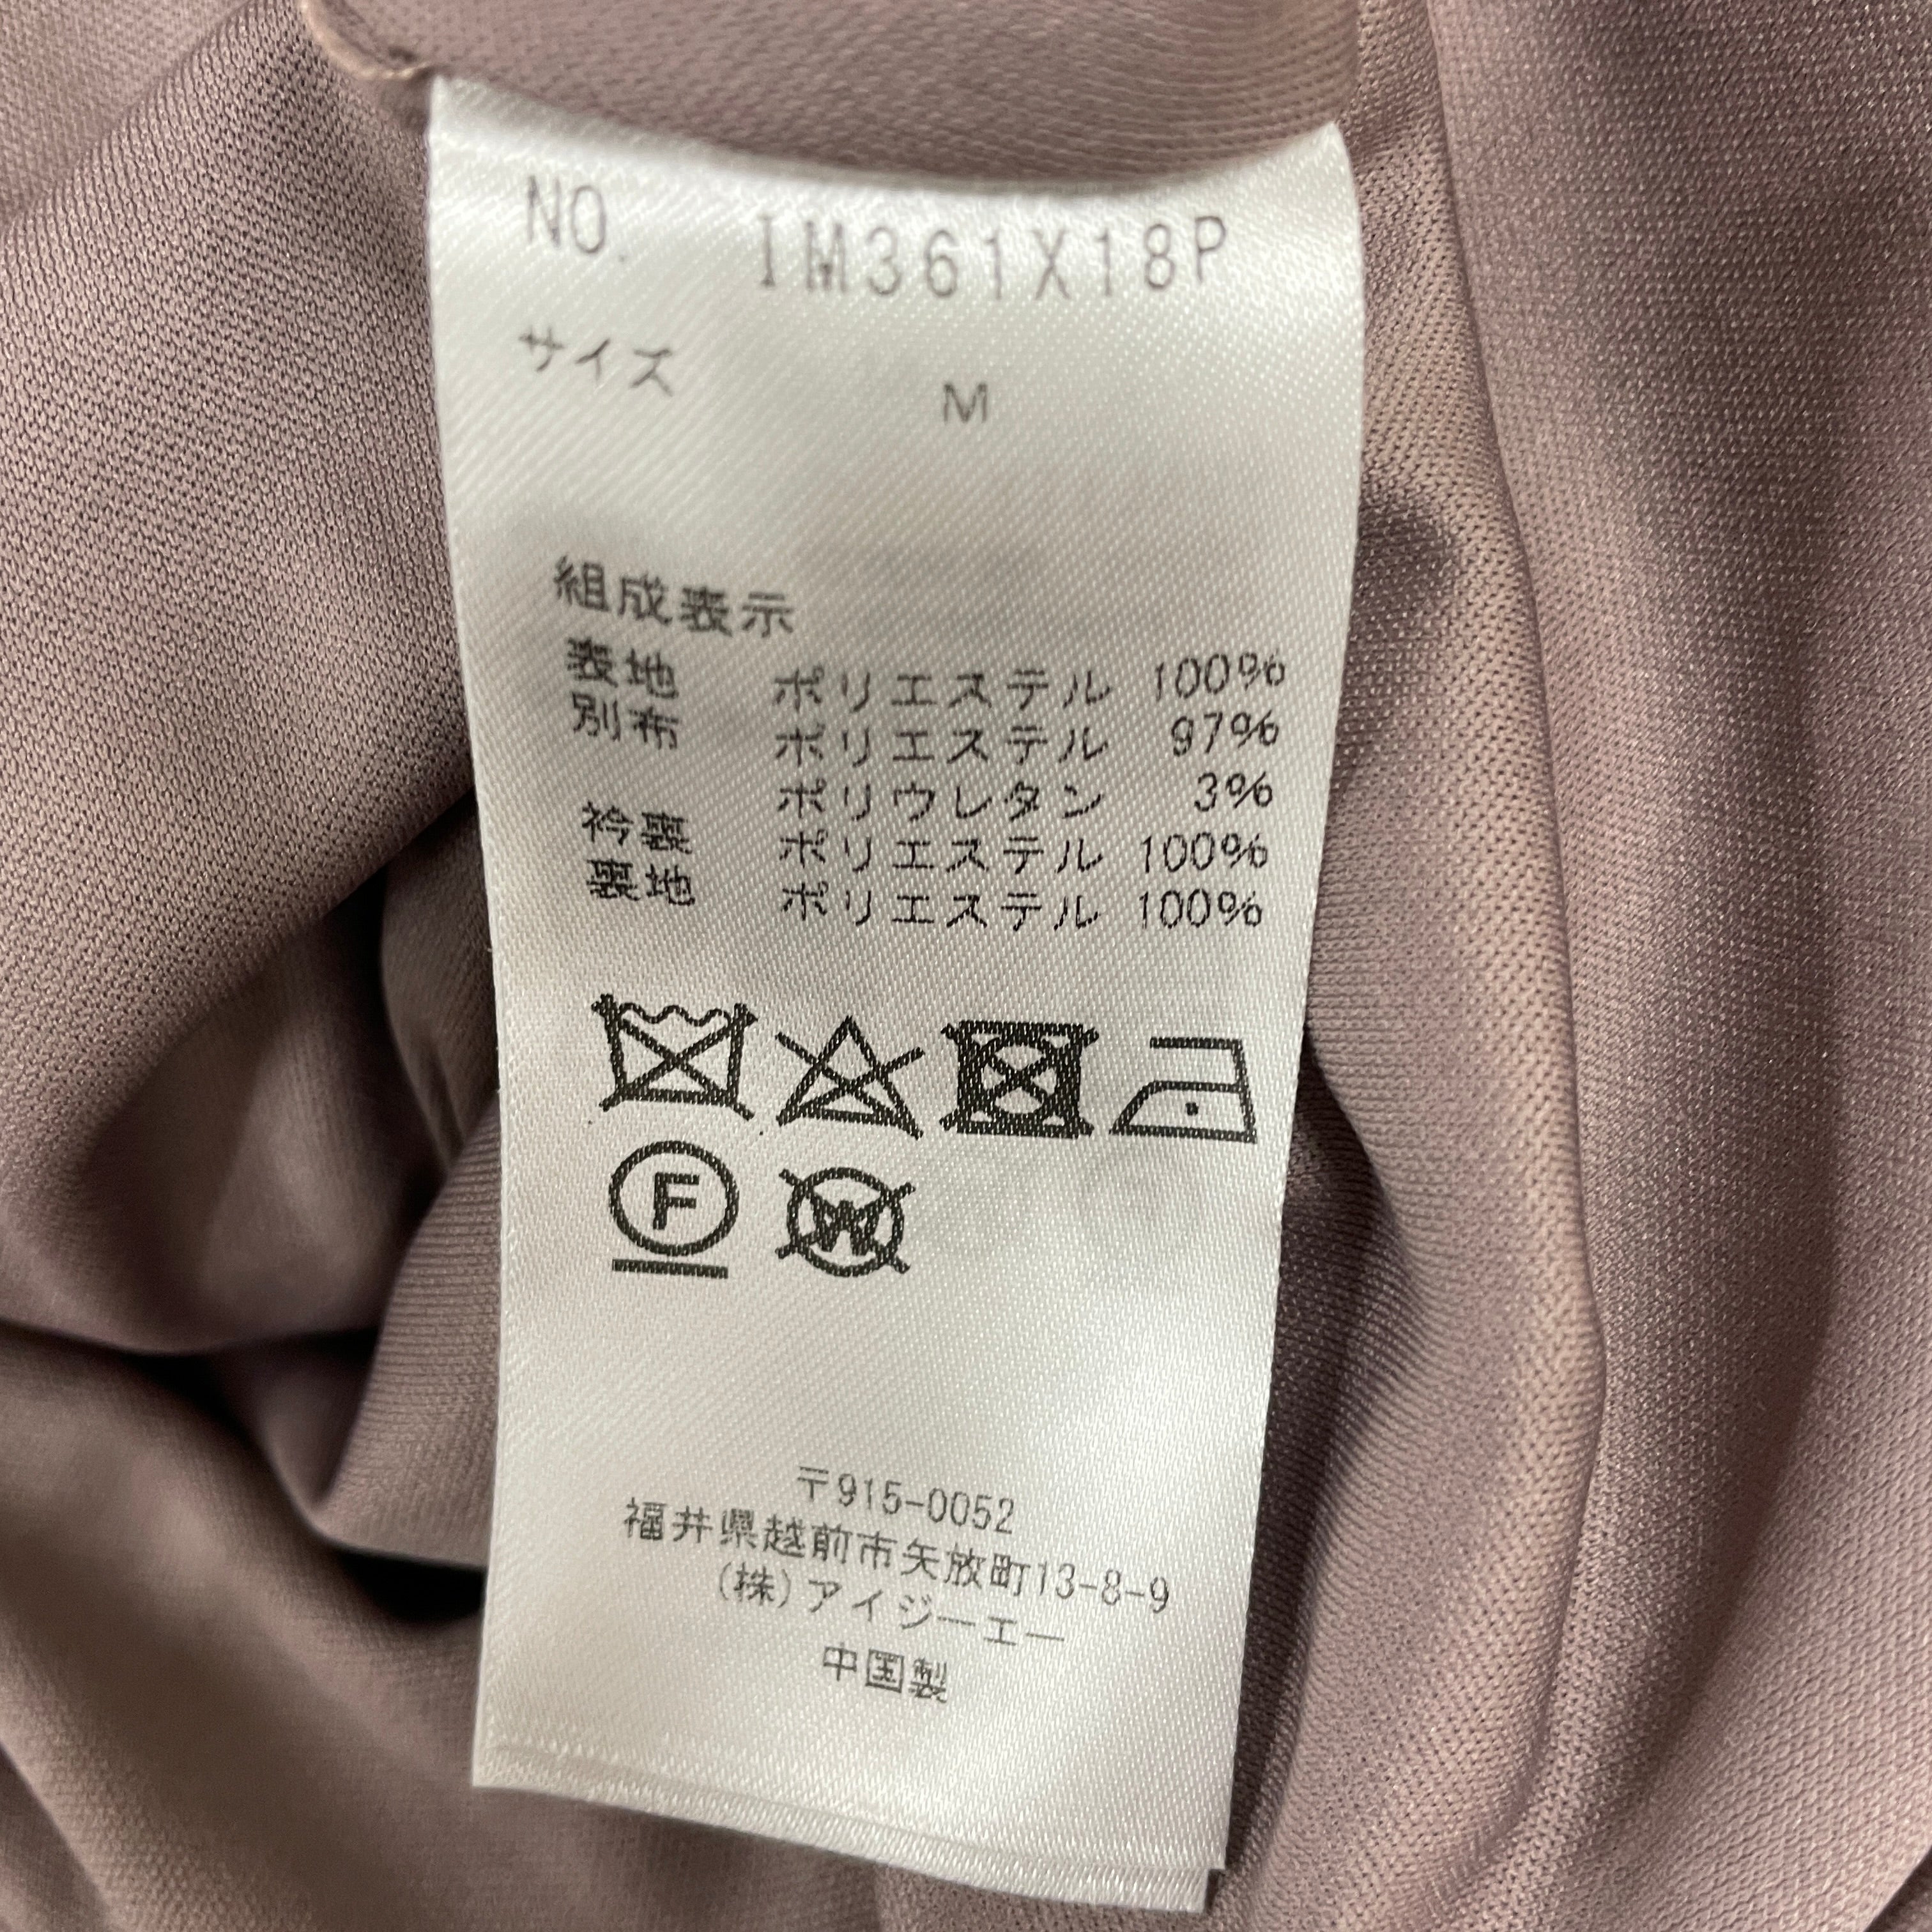 NO. IM361X18P
サイズ M
組成表示
表地 ポリエステル 100%
別布 ポリエステル 97%
ポリウレタン 3%
衿裏 ポリエステル 100%
裏地 ポリエステル 100%
F W
〒915-0052
福井県越前市矢放町13-8-9
(株)アイジーエー
中国製